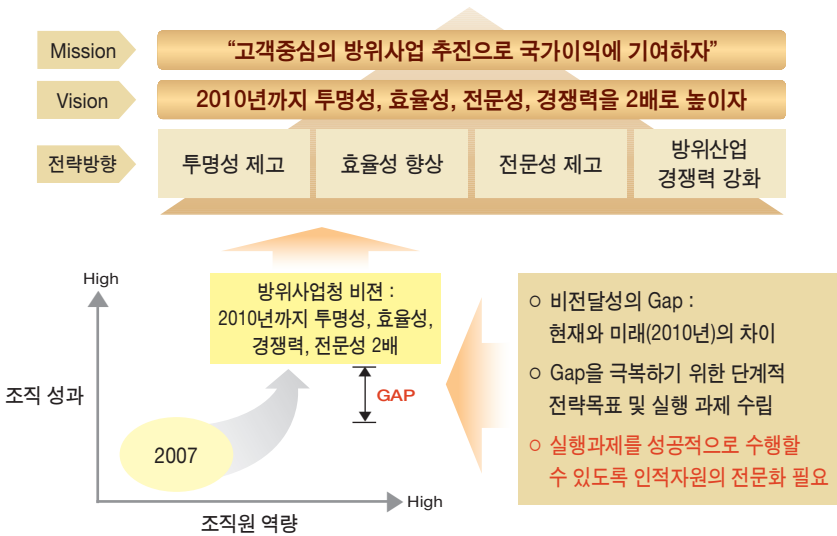 Mission
“고객중심의 방위사업 추진으로 국가이익에 기여하자”
Vision
2010년까지 투명성, 효율성, 전문성, 경쟁력을 2배로 높이자
전략방향
투명성 제고
효율성 향상
전문성 제고
방위산업
경쟁력 강화
High
방위사업청 비젼 :
2010년까지 투명성, 효율성,
경쟁력, 전문성 2배
GAP
조직 성과
2007
High
조직원 역량
○ 비전달성의 Gap :
현재와 미래(2010년)의 차이
○ Gap을 극복하기 위한 단계적
전략목표 및 실행 과제 수립
○ 실행과제를 성공적으로 수행할
수 있도록 인적자원의 전문화 필요